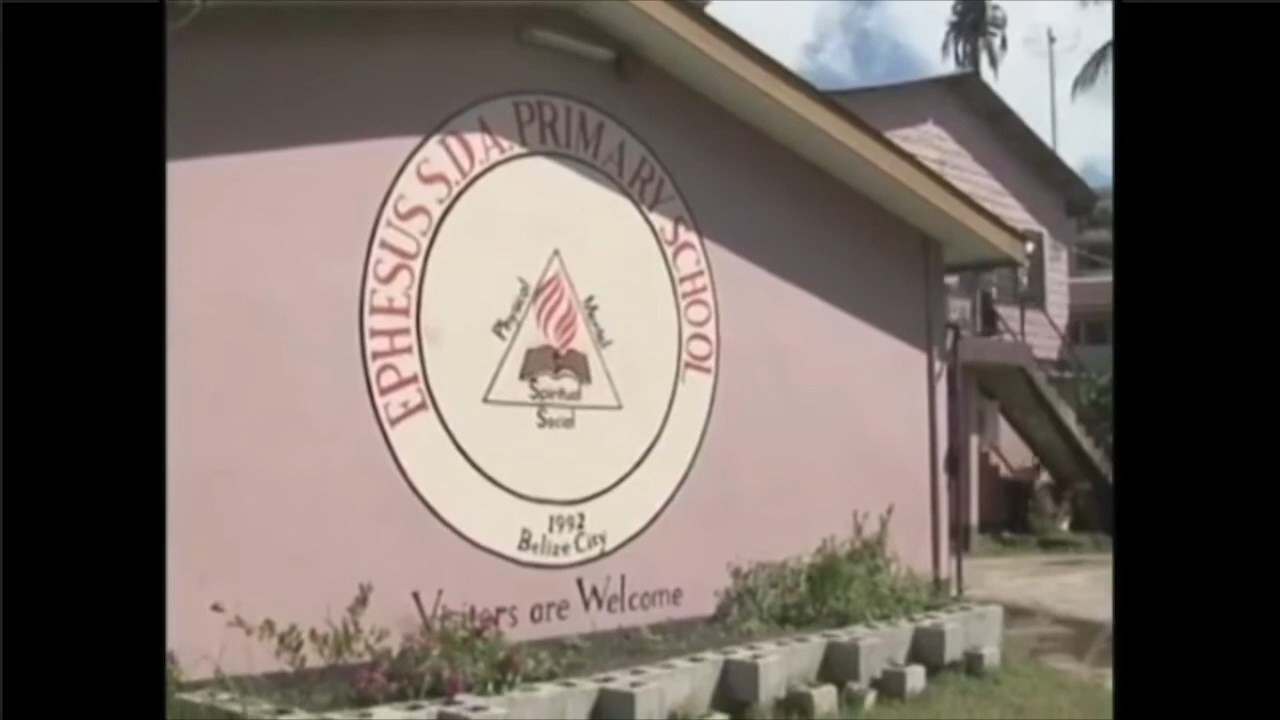 EPHESUS S.D.A. PRIMARY SCHOOL
Physical
Mental
Spiritual
Social
1992
Belize City
Visitors are Welcome